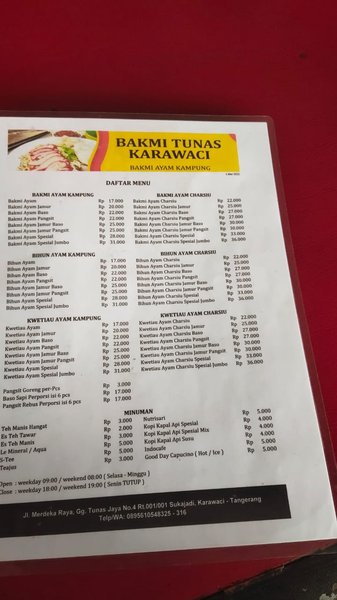 BAKMI TUNAS
KARAWACI
BAKMI AYAM KAMPUNG
DAFTAR MENU
BAKMI AYAM KAMPUNG
Bakmi Ayam Rp 17.000
Bakmi Ayam Jamur Rp 20.000
Bakmi Ayam Baso Rp 22.000
Bakmi Ayam Pangsit Rp 22.000
Bakmi Ayam Jamur Baso Rp 25.000
Bakmi Ayam Jamur Pangsit Rp 25.000
Bakmi Ayam Spesial Rp 28.000
Bakmi Ayam Spesial Jumbo Rp 31.000
BAKMI AYAM CHARSIU
Bakmi Ayam Charsiu Rp 22.000
Bakmi Ayam Charsiu Jamur Rp 25.000
Bakmi Ayam Charsiu Baso Rp 27.000
Bakmi Ayam Charsiu Pangsit Rp 27.000
Bakmi Ayam Charsiu Jamur Baso Rp 30.000
Bakmi Ayam Charsiu Jamur Pangsit Rp 30.000
Bakmi Ayam Charsiu Spesial Rp 33.000
Bakmi Ayam Charsiu Spesial Jumbo Rp 36.000
BIHUN AYAM KAMPUNG
Bihun Ayam Rp 17.000
Bihun Ayam Jamur Rp 20.000
Bihun Ayam Baso Rp 22.000
Bihun Ayam Pangsit Rp 22.000
Bihun Ayam Jamur Baso Rp 25.000
Bihun Ayam Jamur Pangsit Rp 25.000
Bihun Ayam Spesial Rp 28.000
Bihun Ayam Spesial Jumbo Rp 31.000
BIHUN AYAM CHARSIU
Bihun Ayam Charsiu Rp 22.000
Bihun Ayam Charsiu Jamur Rp 25.000
Bihun Ayam Charsiu Baso Rp 27.000
Bihun Ayam Charsiu Pangsit Rp 27.000
Bihun Ayam Charsiu Jamur Baso Rp 30.000
Bihun Ayam Charsiu Jamur Pangsit Rp 30.000
Bihun Ayam Charsiu Spesial Rp 33.000
Bihun Ayam Charsiu Spesial Jumbo Rp 36.000
KWETIAU AYAM KAMPUNG
Kwetiau Ayam Rp 17.000
Kwetiau Ayam Jamur Rp 20.000
Kwetiau Ayam Baso Rp 22.000
Kwetiau Ayam Pangsit Rp 22.000
Kwetiau Ayam Jamur Baso Rp 25.000
Kwetiau Ayam Jamur Pangsit Rp 25.000
Kwetiau Ayam Spesial Rp 28.000
Kwetiau Ayam Spesial Jumbo Rp 31.000
KWETIAU AYAM CHARSIU
Kwetiau Ayam Charsiu Rp 22.000
Kwetiau Ayam Charsiu Jamur Rp 25.000
Kwetiau Ayam Charsiu Baso Rp 27.000
Kwetiau Ayam Charsiu Pangsit Rp 27.000
Kwetiau Ayam Charsiu Jamur Baso Rp 30.000
Kwetiau Ayam Charsiu Jamur Pangsit Rp 30.000
Kwetiau Ayam Charsiu Spesial Rp 33.000
Kwetiau Ayam Charsiu Spesial Jumbo Rp 36.000
Pangsit Goreng per-Pcs Rp 3.000
Baso Sapi Perporsi isi 6 pcs Rp 17.000
Pangsit Rebus Perporsi isi 6 pcs Rp 17.000
MINUMAN
Teh Manis Hangat Rp 3.000
Es Teh Tawar Rp 2.000
Es Teh Manis Rp 3.000
Le Mineral / Aqua Rp 5.000
S-Tee Rp 5.000
Teajus Rp 3.000
Nutrisari Rp 5.000
Kopi Kapal Api Spesial Rp 4.000
Kopi Kapal Api Spesial Mix Rp 4.000
Kopi Kapal Api Susu Rp 5.000
Indocafe Rp 5.000
Good Day Capucino ( Hot / Ice ) Rp 5.000
Open : weekday 09:00 / weekend 08:00 ( Selasa - Minggu )
Close : weekday 18:00 / weekend 19:00 ( Senin TUTUP )
Jl. Merdeka Raya, Gg. Tunas Jaya No.4 Rt.001/001 Sukajadi, Karawaci - Tangerang
Telp/WA: 0895610548325 - 316